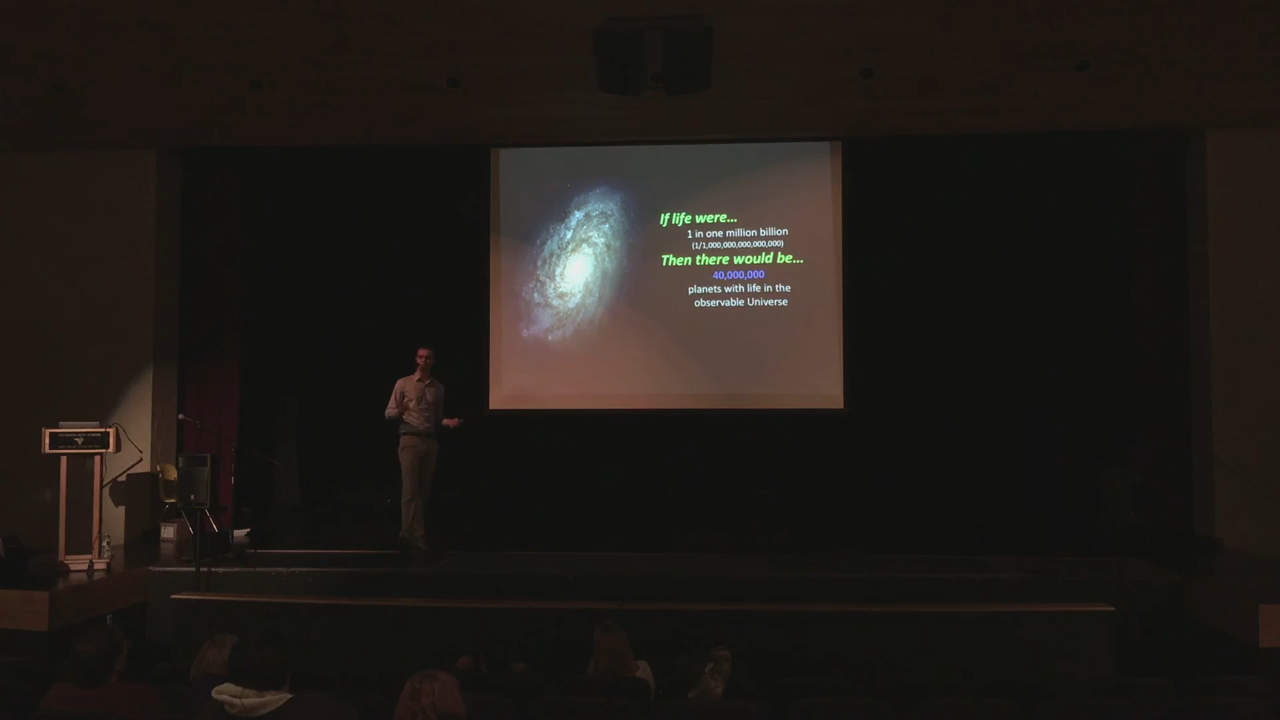 If life were...
1 in one million billion
(1/1,000,000,000,000,000)
Then there would be...
40,000,000
planets with life in the
observable Universe